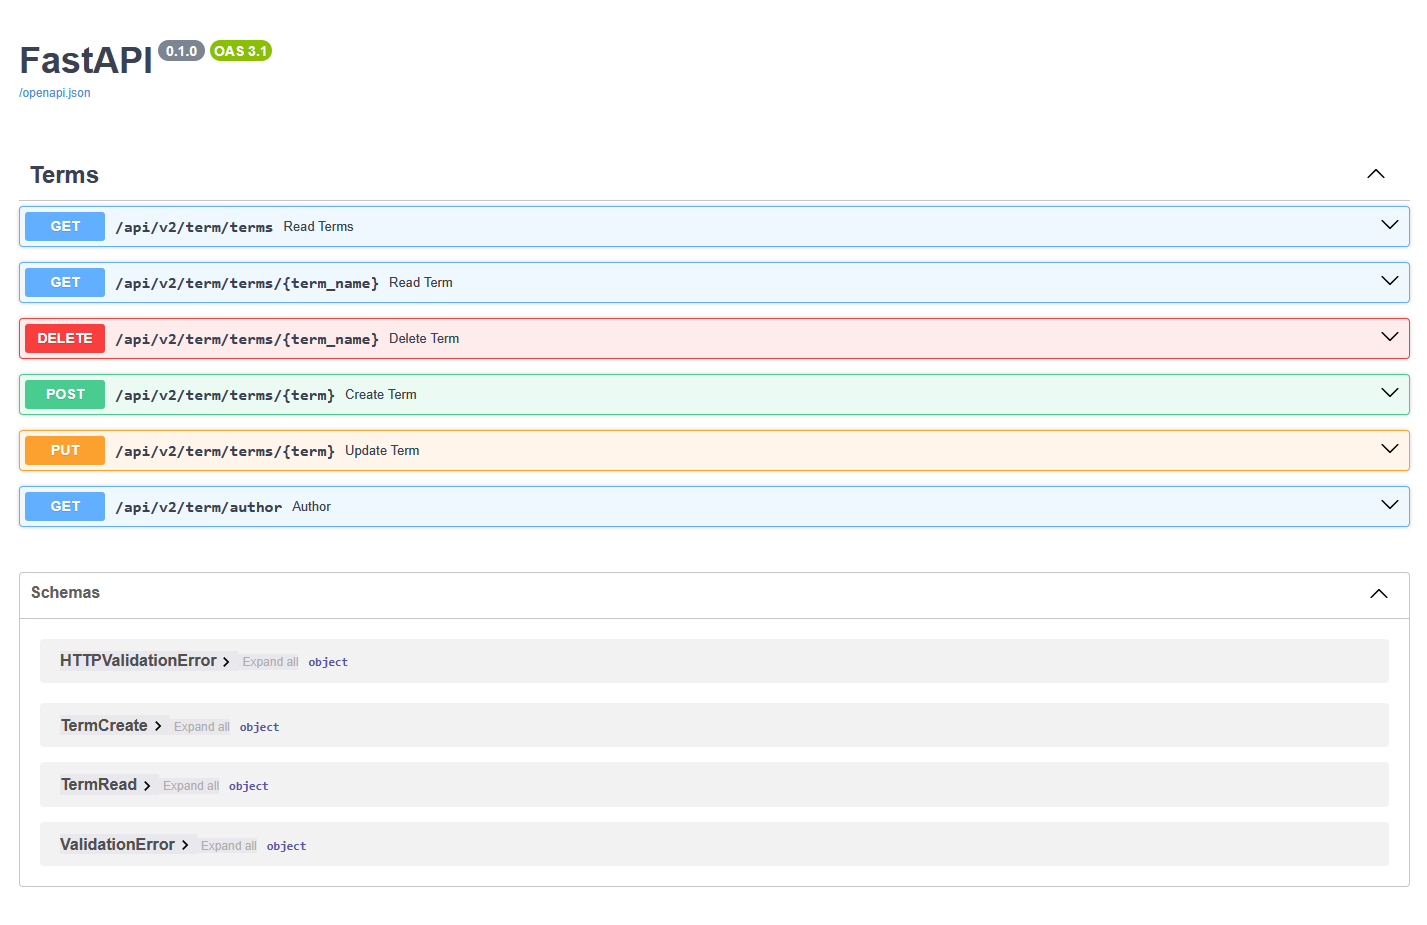 FastAPI 0.1.0 OAS 3.1
/openapi.json
Terms
GET /api/v2/term/terms Read Terms
GET /api/v2/term/terms/{term_name} Read Term
DELETE /api/v2/term/terms/{term_name} Delete Term
POST /api/v2/term/terms/{term} Create Term
PUT /api/v2/term/terms/{term} Update Term
GET /api/v2/term/author Author
Schemas
HTTPValidationError Expand all object
TermCreate Expand all object
TermRead Expand all object
ValidationError Expand all object